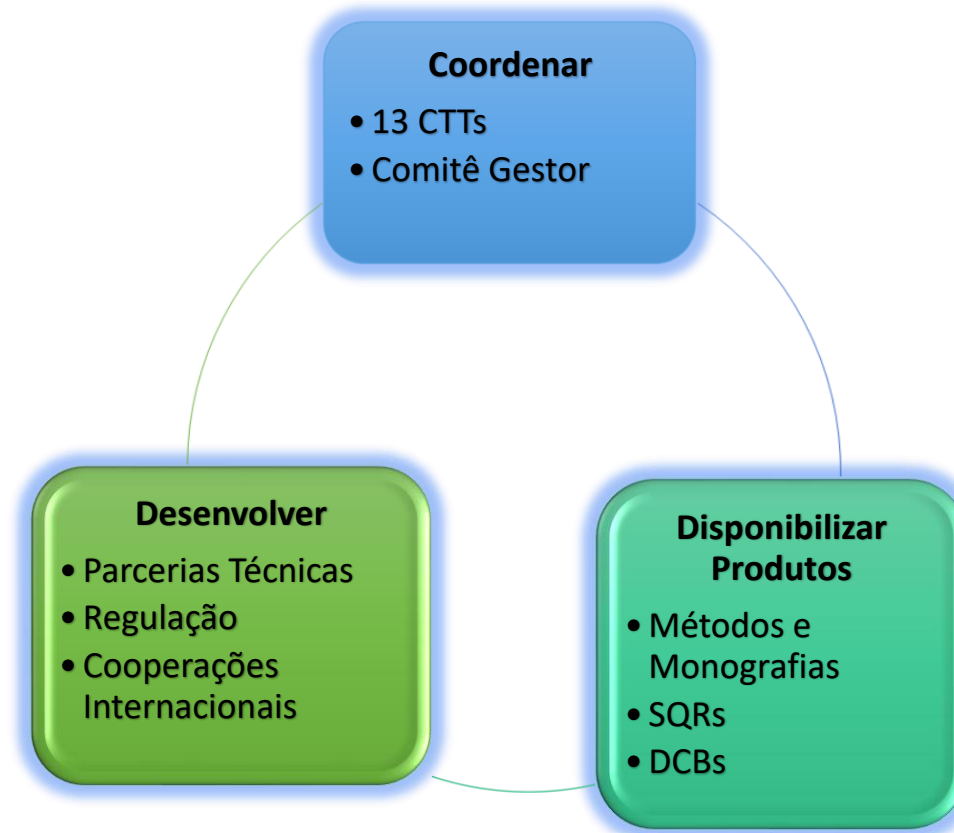 Coordenar
• 13 CTTs
• Comitê Gestor
Desenvolver
• Parcerias Técnicas
• Regulação
• Cooperações
Internacionais
Disponibilizar
Produtos
• Métodos e
Monografias
• SQRs
• DCBs